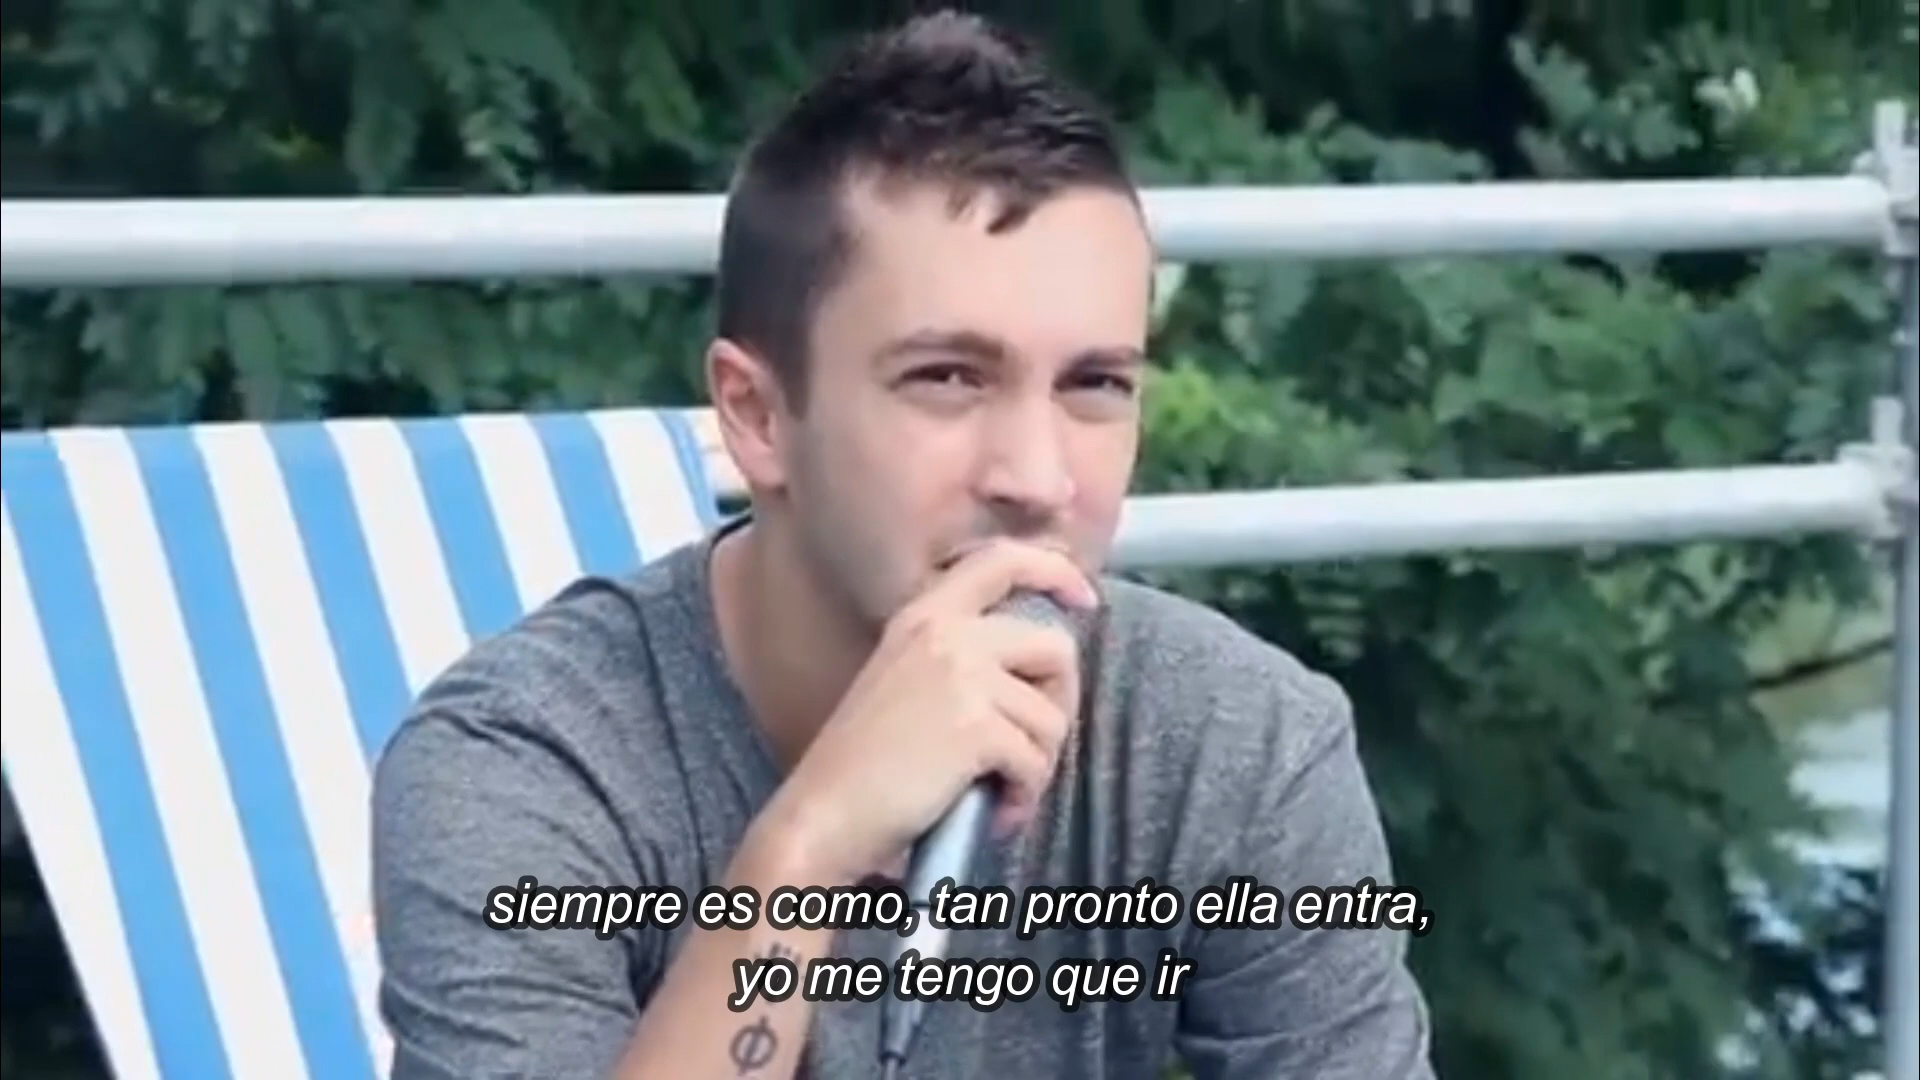 siempre es como, tan pronto ella entra,
yo me tengo que ir